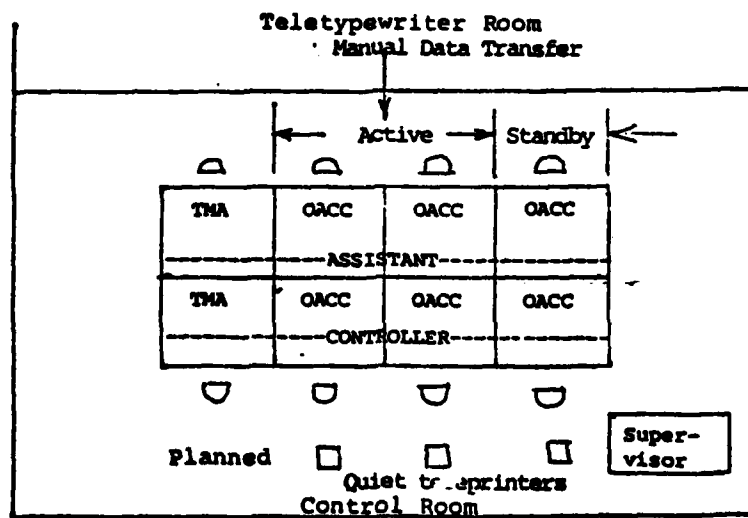 Teletypewriter Room
Manual Data Transfer
Active Standby
TMA OACC OACC OACC
ASSISTANT
TMA OACC OACC OACC
CONTROLLER
Planned
Super-
visor
Quiet
Control Room